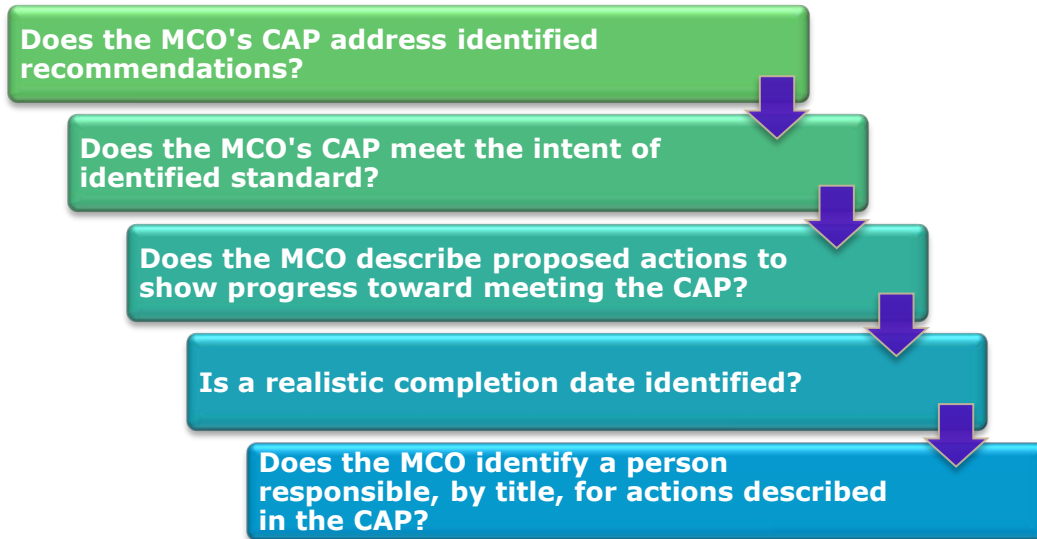 Does the MCO's CAP address identified
recommendations?
Does the MCO's CAP meet the intent of
identified standard?
Does the MCO describe proposed actions to
show progress toward meeting the CAP?
Is a realistic completion date identified?
Does the MCO identify a person
responsible, by title, for actions described
in the CAP?